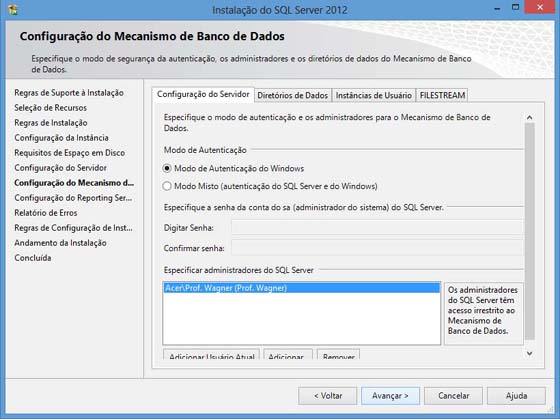 Instalação do SQL Server 2012
Configuração do Mecanismo de Banco de Dados
Especifique o modo de segurança da autenticação, os administradores e os diretórios de dados do Mecanismo de Banco
de Dados.
Regras de Suporte à Instalação
Seleção de Recursos
Regras de Instalação
Configuração da Instância
Requisitos de Espaço em Disco
Configuração do Servidor
Configuração do Mecanismo d...
Configuração do Reporting Ser...
Relatório de Erros
Regras de Configuração de Inst...
Andamento da Instalação
Concluída
Configuração do Servidor Diretórios de Dados Instâncias de Usuário FILESTREAM
Especifique o modo de autenticação e os administradores para o Mecanismo de Banco de
Dados.
Modo de Autenticação
Modo de Autenticação do Windows
Modo Misto (autenticação do SQL Server e do Windows)
Especifique a senha da conta do sa (administrador do sistema) do SQL Server.
Digitar Senha:
Confirmar senha:
Especificar administradores do SQL Server
Acer\Prof. Wagner (Prof. Wagner)
Os administradores
do SQL Server têm
acesso irrestrito ao
Mecanismo de
Banco de Dados.
Adicionar Usuário Atual Adicionar... Remover
< Voltar Avançar > Cancelar Ajuda